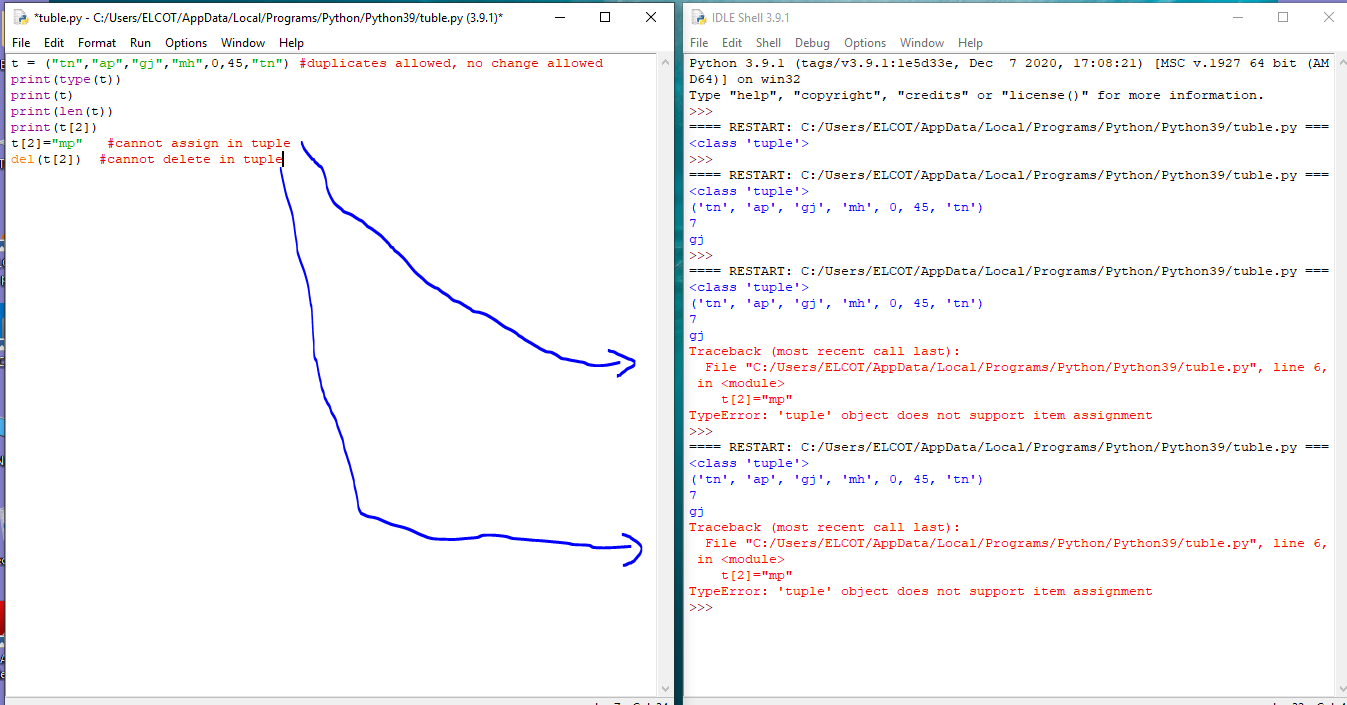 *tuble.py - C:/Users/ELCOT/AppData/Local/Programs/Python/Python39/tuble.py (3.9.1)*
File Edit Format Run Options Window Help
t = ("tn","ap","gj","mh",0,45,"tn") #duplicates allowed, no change allowed
print(type(t))
print(t)
print(len(t))
print(t[2])
t[2]="mp"   #cannot assign in tuple
del(t[2])  #cannot delete in tuple
IDLE Shell 3.9.1
File Edit Shell Debug Options Window Help
Python 3.9.1 (tags/v3.9.1:1e5d33e, Dec  7 2020, 17:08:21) [MSC v.1927 64 bit (AM
D64)] on win32
Type "help", "copyright", "credits" or "license()" for more information.
>>>
==== RESTART: C:/Users/ELCOT/AppData/Local/Programs/Python/Python39/tuble.py ===
<class 'tuple'>
>>>
==== RESTART: C:/Users/ELCOT/AppData/Local/Programs/Python/Python39/tuble.py ===
<class 'tuple'>
('tn', 'ap', 'gj', 'mh', 0, 45, 'tn')
7
gj
>>>
==== RESTART: C:/Users/ELCOT/AppData/Local/Programs/Python/Python39/tuble.py ===
<class 'tuple'>
('tn', 'ap', 'gj', 'mh', 0, 45, 'tn')
7
gj
Traceback (most recent call last):
  File "C:/Users/ELCOT/AppData/Local/Programs/Python/Python39/tuble.py", line 6,
 in <module>
    t[2]="mp"
TypeError: 'tuple' object does not support item assignment
>>>
==== RESTART: C:/Users/ELCOT/AppData/Local/Programs/Python/Python39/tuble.py ===
<class 'tuple'>
('tn', 'ap', 'gj', 'mh', 0, 45, 'tn')
7
gj
Traceback (most recent call last):
  File "C:/Users/ELCOT/AppData/Local/Programs/Python/Python39/tuble.py", line 6,
 in <module>
    t[2]="mp"
TypeError: 'tuple' object does not support item assignment
>>>